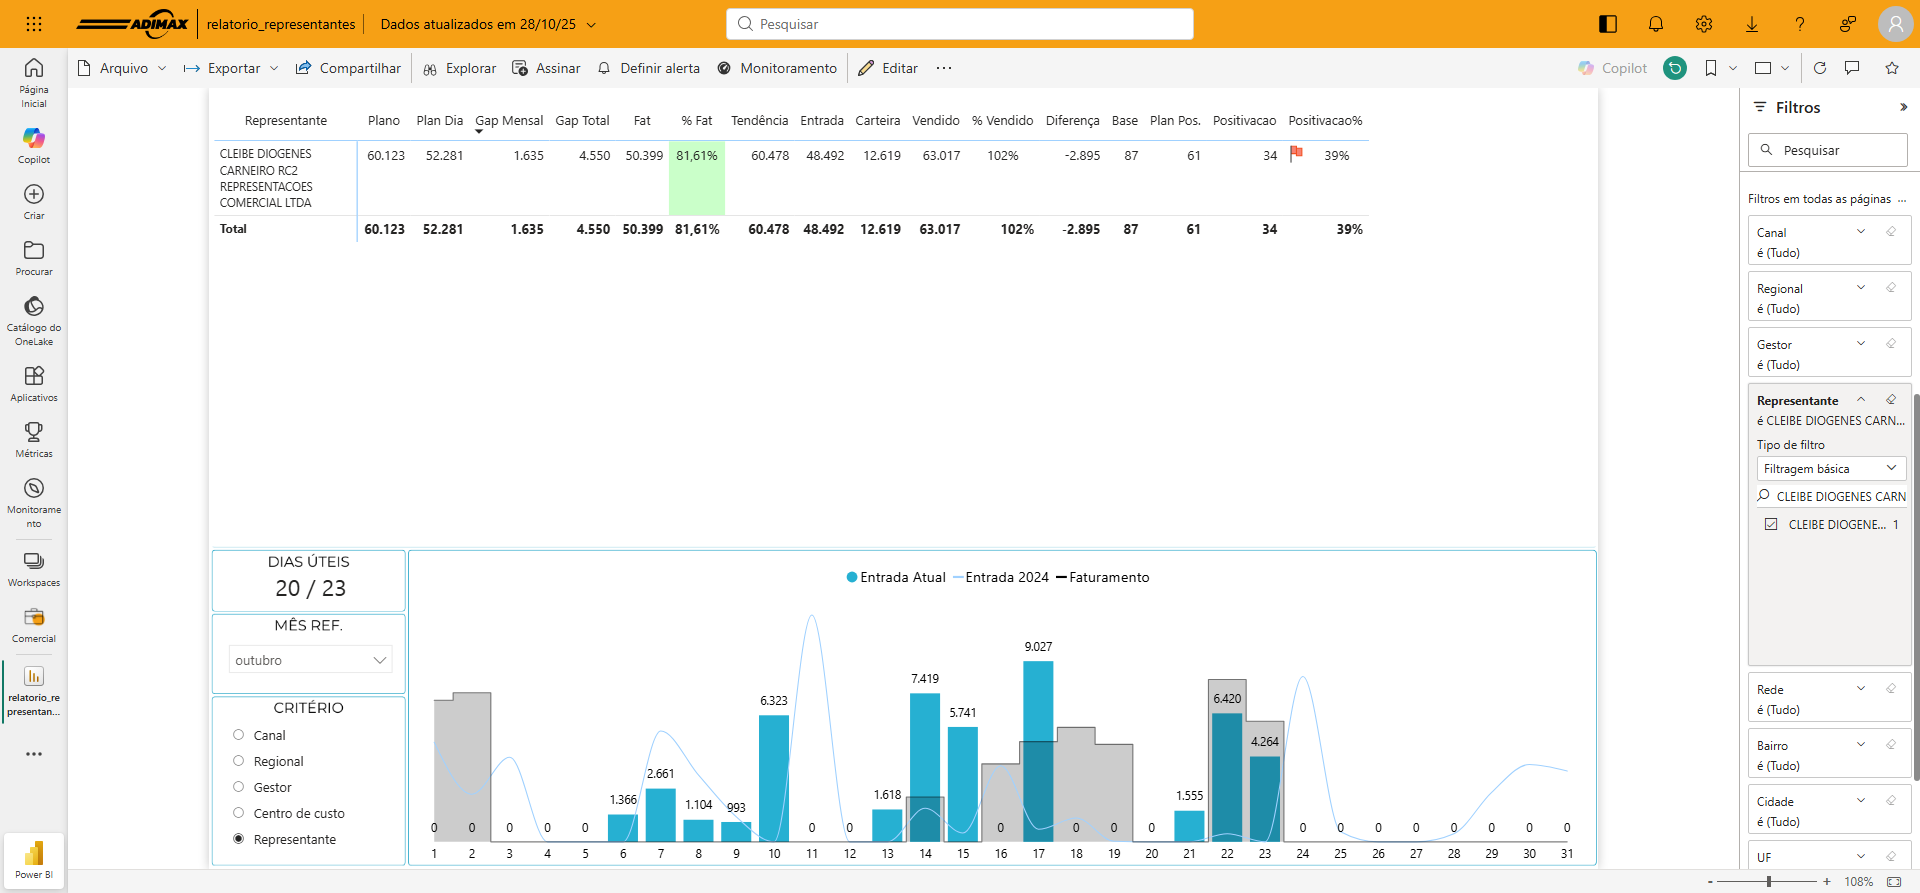 ADIMAX
relatorio_representantes
Dados atualizados em 28/10/25
Pesquisar
Arquivo
Exportar
Compartilhar
Explorar
Assinar
Definir alerta
Monitoramento
Editar
...
Copilot
Página
Inicial
Copilot
Criar
Procurar
Catálogo do
OneLake
Aplicativos
Métricas
Monitorame
nto
Workspaces
Comercial
relatorio_re
presentan...
Power BI
Representante Plano Plan Dia Gap Mensal Gap Total Fat % Fat Tendência Entrada Carteira Vendido % Vendido Diferença Base Plan Pos. Positivacao Positivacao%
CLEIBE DIOGENES
CARNEIRO RC2
REPRESENTACOES
COMERCIAL LTDA
60.123 52.281 1.635 4.550 50.399 81,61% 60.478 48.492 12.619 63.017 102% -2.895 87 61 34 39%
Total 60.123 52.281 1.635 4.550 50.399 81,61% 60.478 48.492 12.619 63.017 102% -2.895 87 61 34 39%
DIAS ÚTEIS
20 / 23
MÊS REF.
outubro
CRITÉRIO
Canal
Regional
Gestor
Centro de custo
Representante
Entrada Atual Entrada 2024 Faturamento
0 0 0 0 0 1.366 2.661 1.104 993 6.323 0 0 1.618 7.419 5.741 0 9.027 0 0 0 1.555 6.420 4.264 0 0 0 0 0 0 0 0
1 2 3 4 5 6 7 8 9 10 11 12 13 14 15 16 17 18 19 20 21 22 23 24 25 26 27 28 29 30 31
Filtros
Pesquisar
Filtros em todas as páginas ...
Canal
é (Tudo)
Regional
é (Tudo)
Gestor
é (Tudo)
Representante
é CLEIBE DIOGENES CARN...
Tipo de filtro
Filtragem básica
CLEIBE DIOGENES CARN
CLEIBE DIOGENE... 1
Rede
é (Tudo)
Bairro
é (Tudo)
Cidade
é (Tudo)
UF
- + 108%